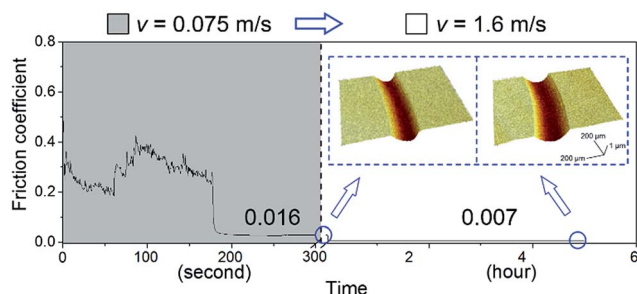 v = 0.075 m/s v = 1.6 m/s
Friction coefficient
0.8
0.6
0.4
0.2
0.0
200 µm
1 µm
200 µm
0.016
0.007
0 100 200 300 2 4 6
(second) (hour)
Time